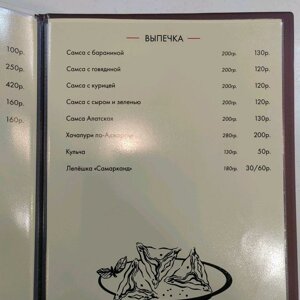 100р.
250р.
420р.
160р.
160р.
ВЫПЕЧКА
Самса с бараниной 200гр. 130р.
Самса с говядиной 200гр. 120р.
Самса с курицей 200гр. 120р.
Самса с сыром и зеленью 200гр. 120р.
Самса Алатская 200гр. 130р.
Хачапури по-Аджарски 280гр. 200р.
Кульча 130гр. 50р.
Лепёшка «Самарканд» 180гр. 30/60р.